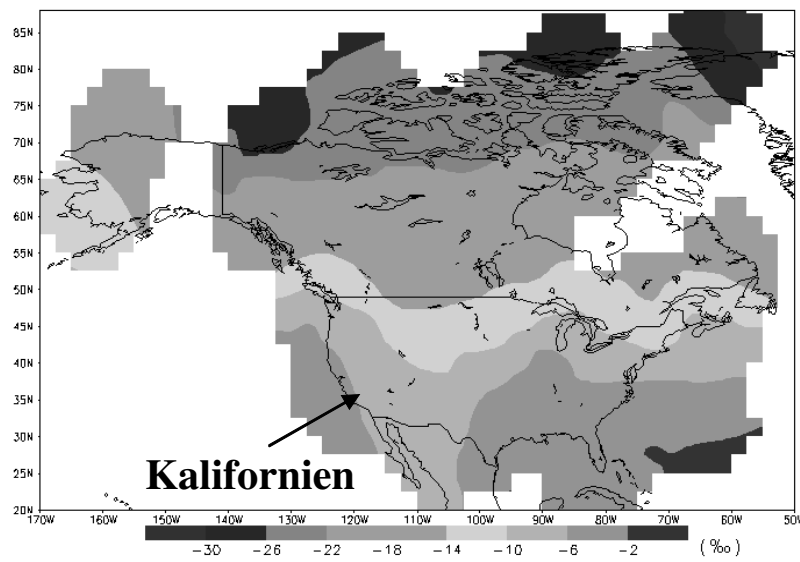 85N
80N
75N
70N
65N
60N
55N
50N
45N
40N
35N
30N
25N
20N
Kalifornien
170W 160W 150W 140W 130W 120W 110W 100W 90W 80W 70W 60W 50W
−30 −26 −22 −18 −14 −10 −6 −2 (‰)